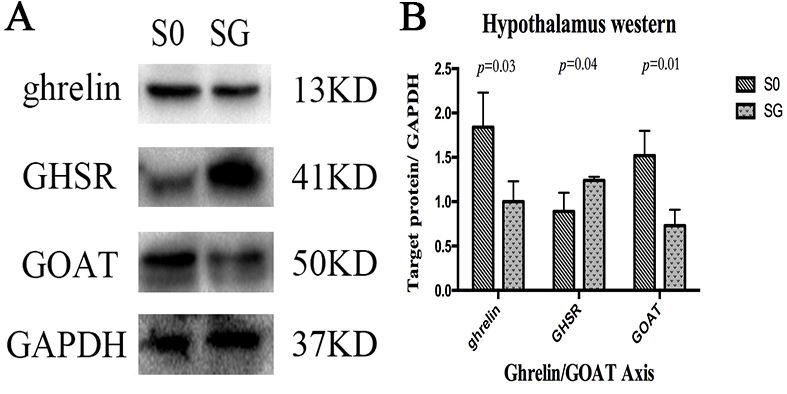 A
S0 SG
ghrelin 13KD
GHSR 41KD
GOAT 50KD
GAPDH 37KD
B
Hypothalamus western
p=0.03 p=0.04 p=0.01
S0
SG
Target protein/ GAPDH
2.5
2.0
1.5
1.0
0.5
0.0
ghrelin GHSR GOAT
Ghrelin/GOAT Axis